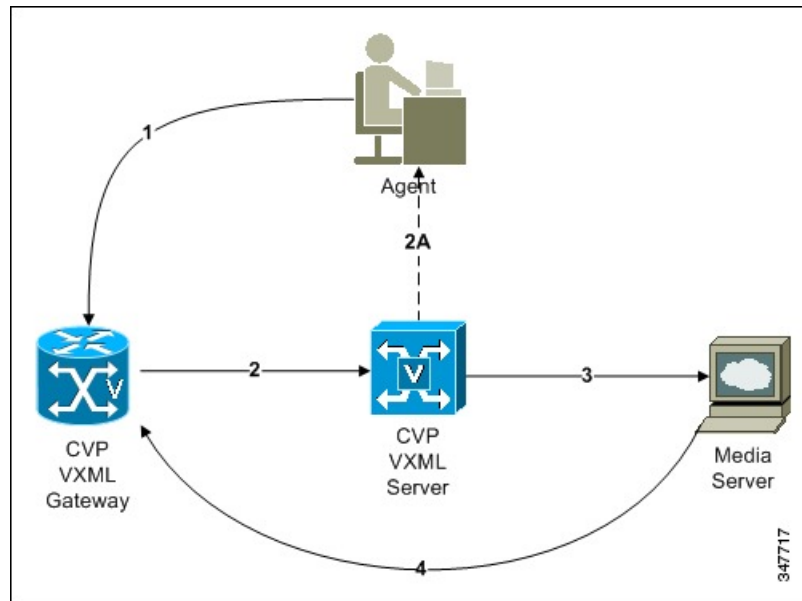 1
Agent
2A
V
2
V
3
CVP
VXML
Gateway
CVP
VXML
Server
Media
Server
4
347717